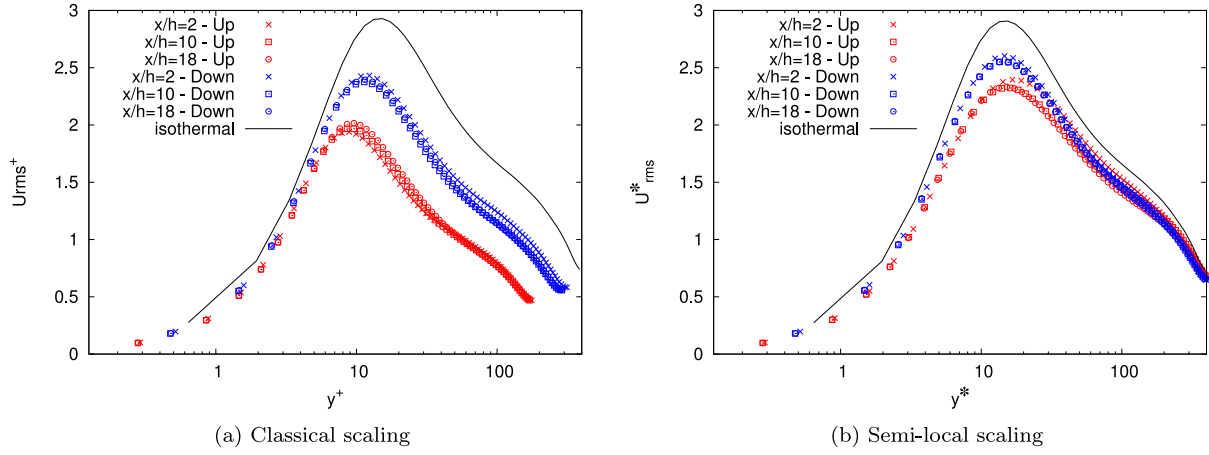 x/h=2 - Up
x/h=10 - Up
x/h=18 - Up
x/h=2 - Down
x/h=10 - Down
x/h=18 - Down
isothermal
3
2.5
2
1.5
1
0.5
0
1
10
100
Urms+
y+
(a) Classical scaling
x/h=2 - Up
x/h=10 - Up
x/h=18 - Up
x/h=2 - Down
x/h=10 - Down
x/h=18 - Down
isothermal
3
2.5
2
1.5
1
0.5
0
1
10
100
U*rms
y*
(b) Semi-local scaling